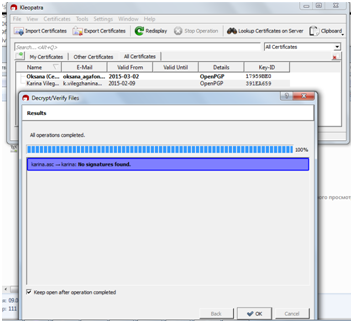 Kleopatra
File View Certificates Tools Settings Window Help
Import Certificates Export Certificates Redisplay Stop Operation Lookup Certificates on Server Clipboard
Search... <Alt+Q> All Certificates
My Certificates Other Certificates All Certificates
Name E-Mail Valid From Valid Until Details Key-ID
Oksana (Ce... oksana_agafon... 2015-03-02 OpenPGP
Karina Vileg... k.vilegzhanina... 2015-02-09 OpenPGP
Decrypt/Verify Files
Results
All operations completed.
100%
karina.asc → karina: No signatures found.
Keep open after operation completed
Back OK Cancel